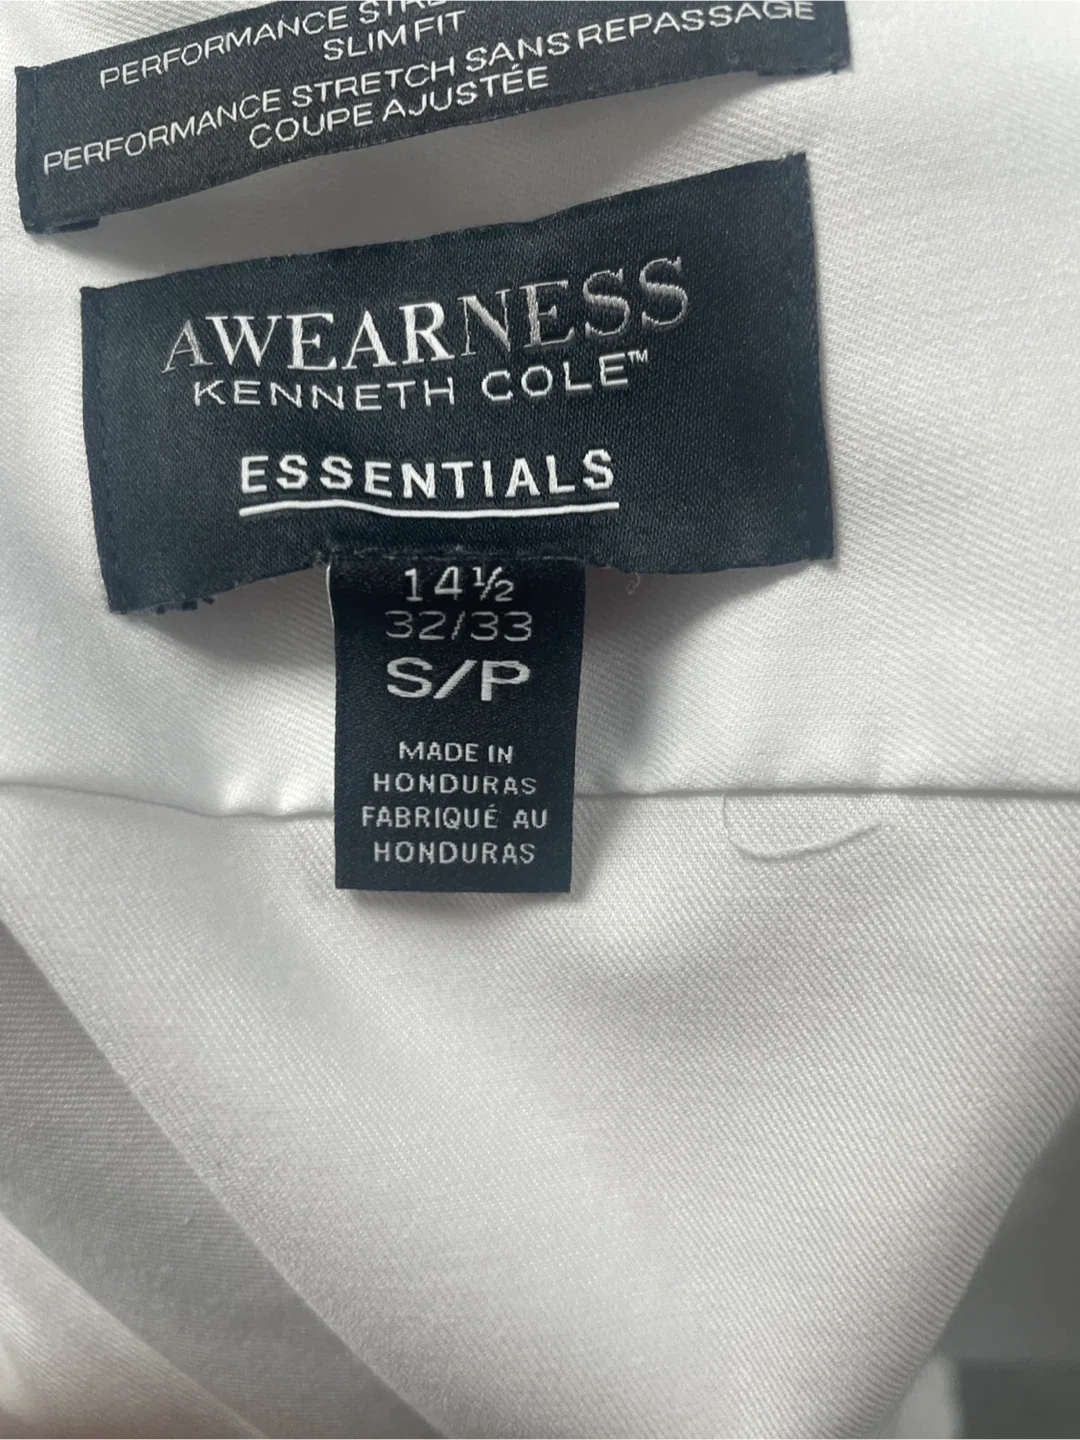 PERFORMANCE
SLIM FIT
PERFORMANCE STRETCH SANS REPASSAGE
COUPE AJUSTÉE
AWEARNESS
KENNETH COLE™
ESSENTIALS
14½
32/33
S/P
MADE IN
HONDURAS
FABRIQUÉ AU
HONDURAS